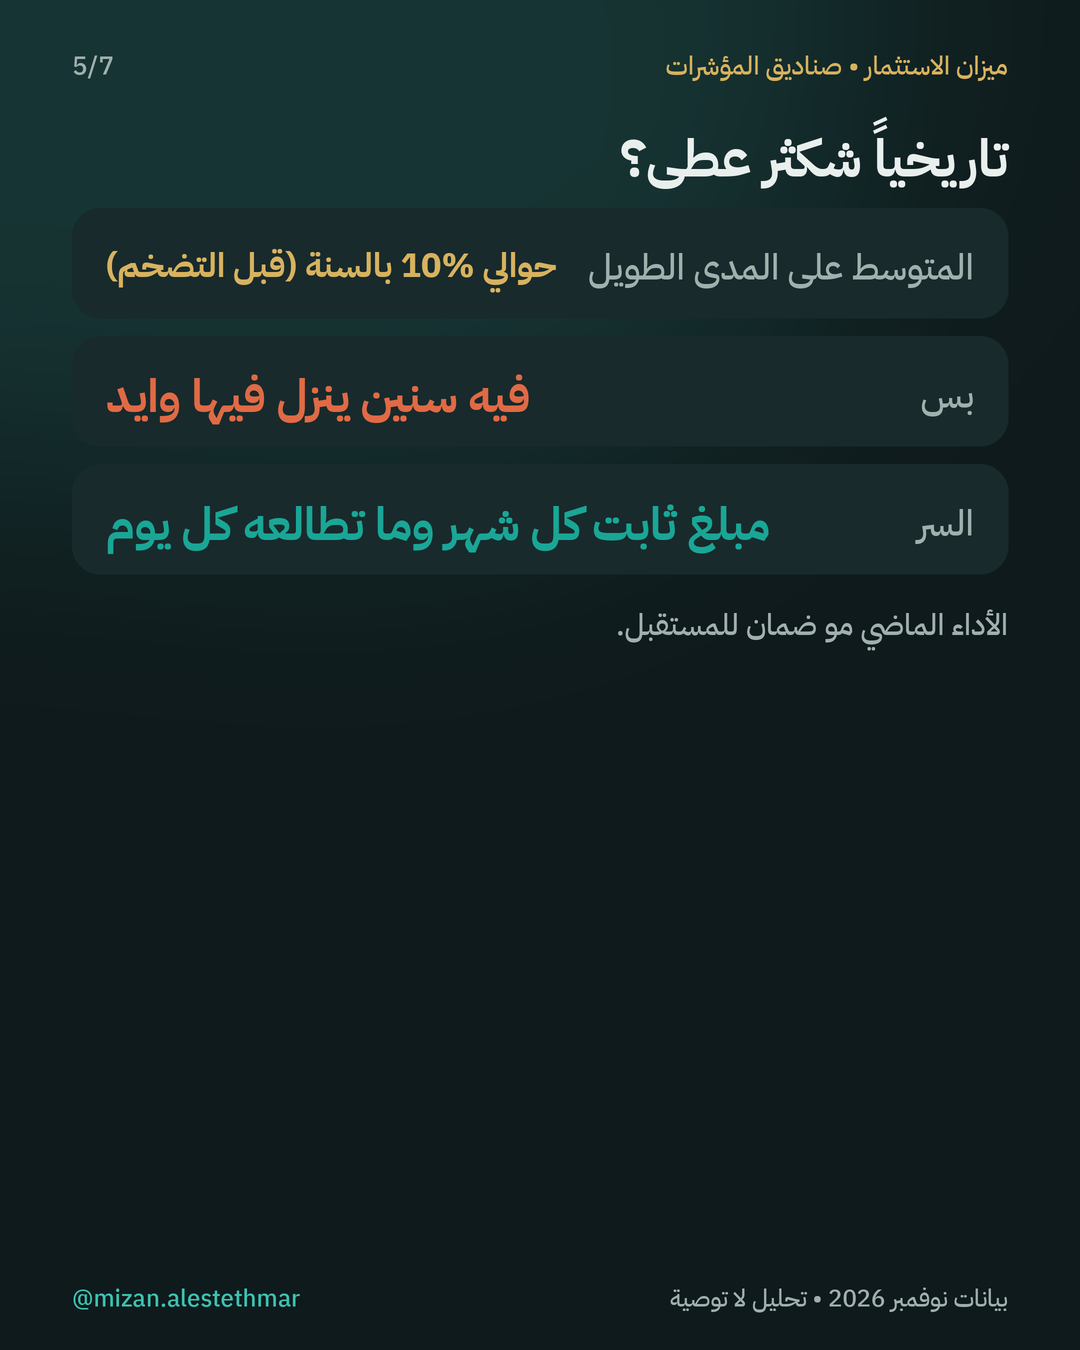 ميزان الاستثمار • صناديق المؤشرات
5/7
تاريخياً شكثر عطى؟
المتوسط على المدى الطويل حوالي 10% بالسنة (قبل التضخم)
بس فيه سنين ينزل فيها وايد
السر مبلغ ثابت كل شهر وما تطالعه كل يوم
الأداء الماضي مو ضمان للمستقبل.
بيانات نوفمبر 2026 • تحليل لا توصية
@mizan.alestethmar